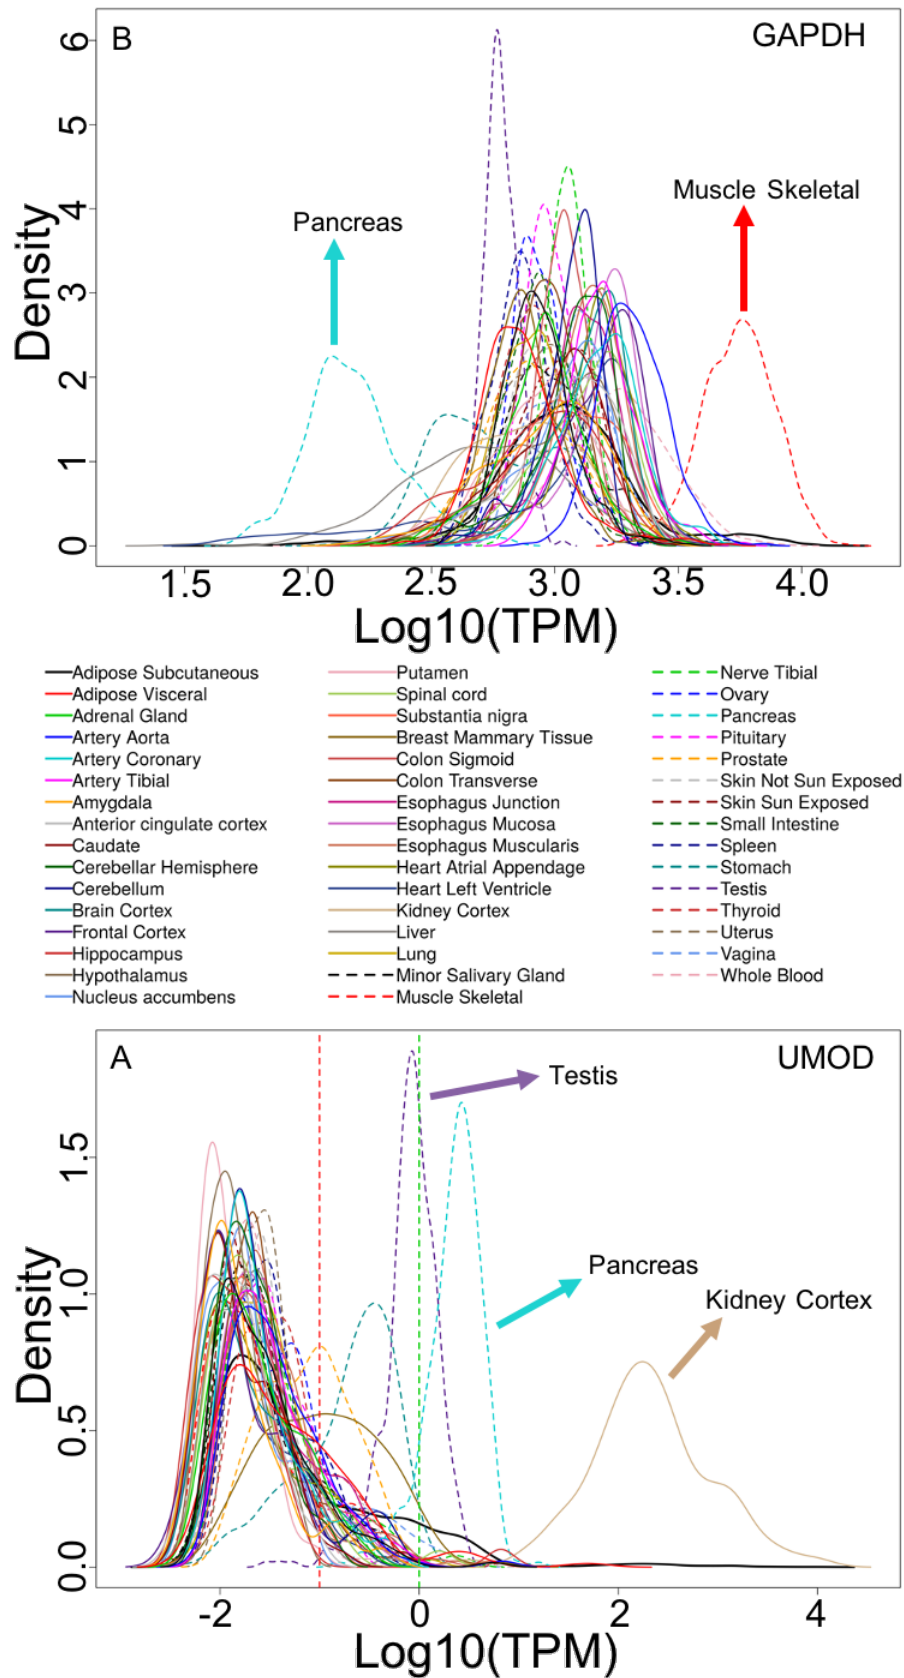 B
GAPDH
6
5
4
3
2
1
0
Density
Pancreas
Muscle Skeletal
1.5 2.0 2.5 3.0 3.5 4.0
Log10(TPM)
Adipose Subcutaneous
Adipose Visceral
Adrenal Gland
Artery Aorta
Artery Coronary
Artery Tibial
Amygdala
Anterior cingulate cortex
Caudate
Cerebellar Hemisphere
Cerebellum
Brain Cortex
Frontal Cortex
Hippocampus
Hypothalamus
Nucleus accumbens
Putamen
Spinal cord
Substantia nigra
Breast Mammary Tissue
Colon Sigmoid
Colon Transverse
Esophagus Junction
Esophagus Mucosa
Esophagus Muscularis
Heart Atrial Appendage
Heart Left Ventricle
Kidney Cortex
Liver
Lung
Minor Salivary Gland
Muscle Skeletal
Nerve Tibial
Ovary
Pancreas
Pituitary
Prostate
Skin Not Sun Exposed
Skin Sun Exposed
Small Intestine
Spleen
Stomach
Testis
Thyroid
Uterus
Vagina
Whole Blood
A
UMOD
1.5
1.0
0.5
0.0
Density
Testis
Pancreas
Kidney Cortex
-2 0 2 4
Log10(TPM)